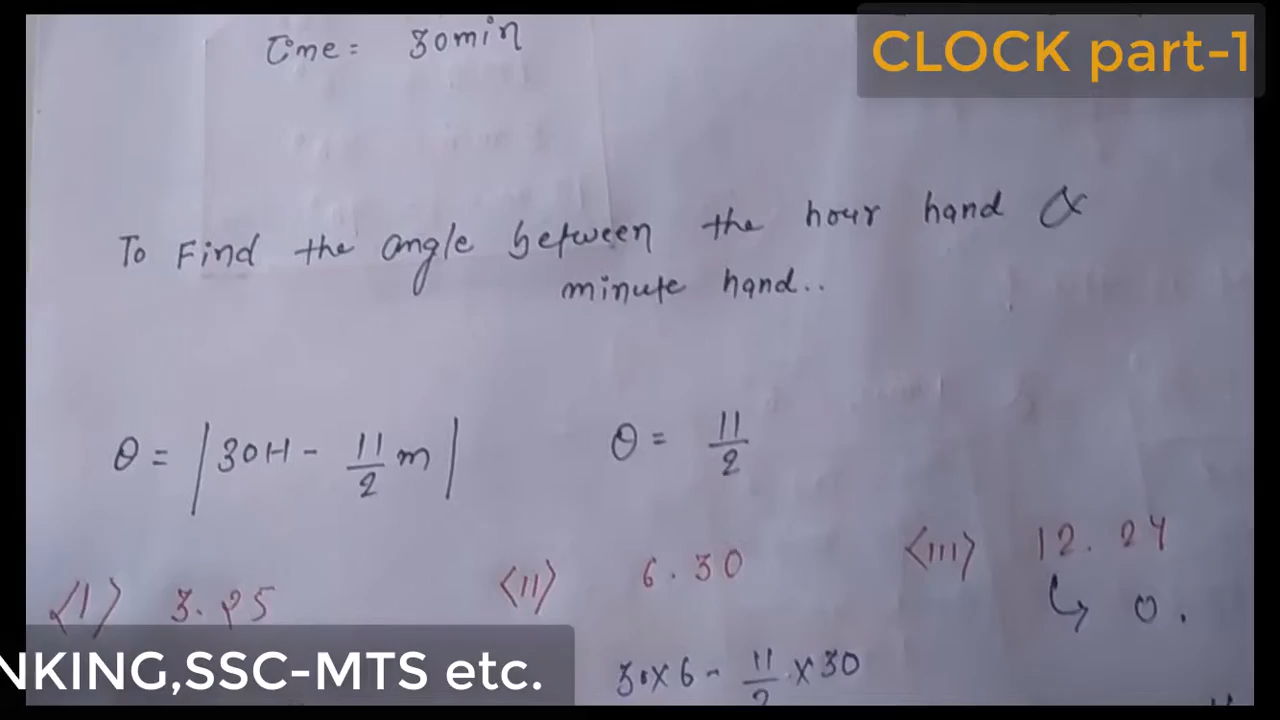 CLOCK part-1
Time = 30min
To Find the angle between the hour hand &
minute hand..
θ = |30H - 11/2 m|
θ = 11/2
<I> 3.25
<II> 6.30
<III> 12.24
↳ 0.
30×6 - 11/2 × 30
NKING,SSC-MTS etc.